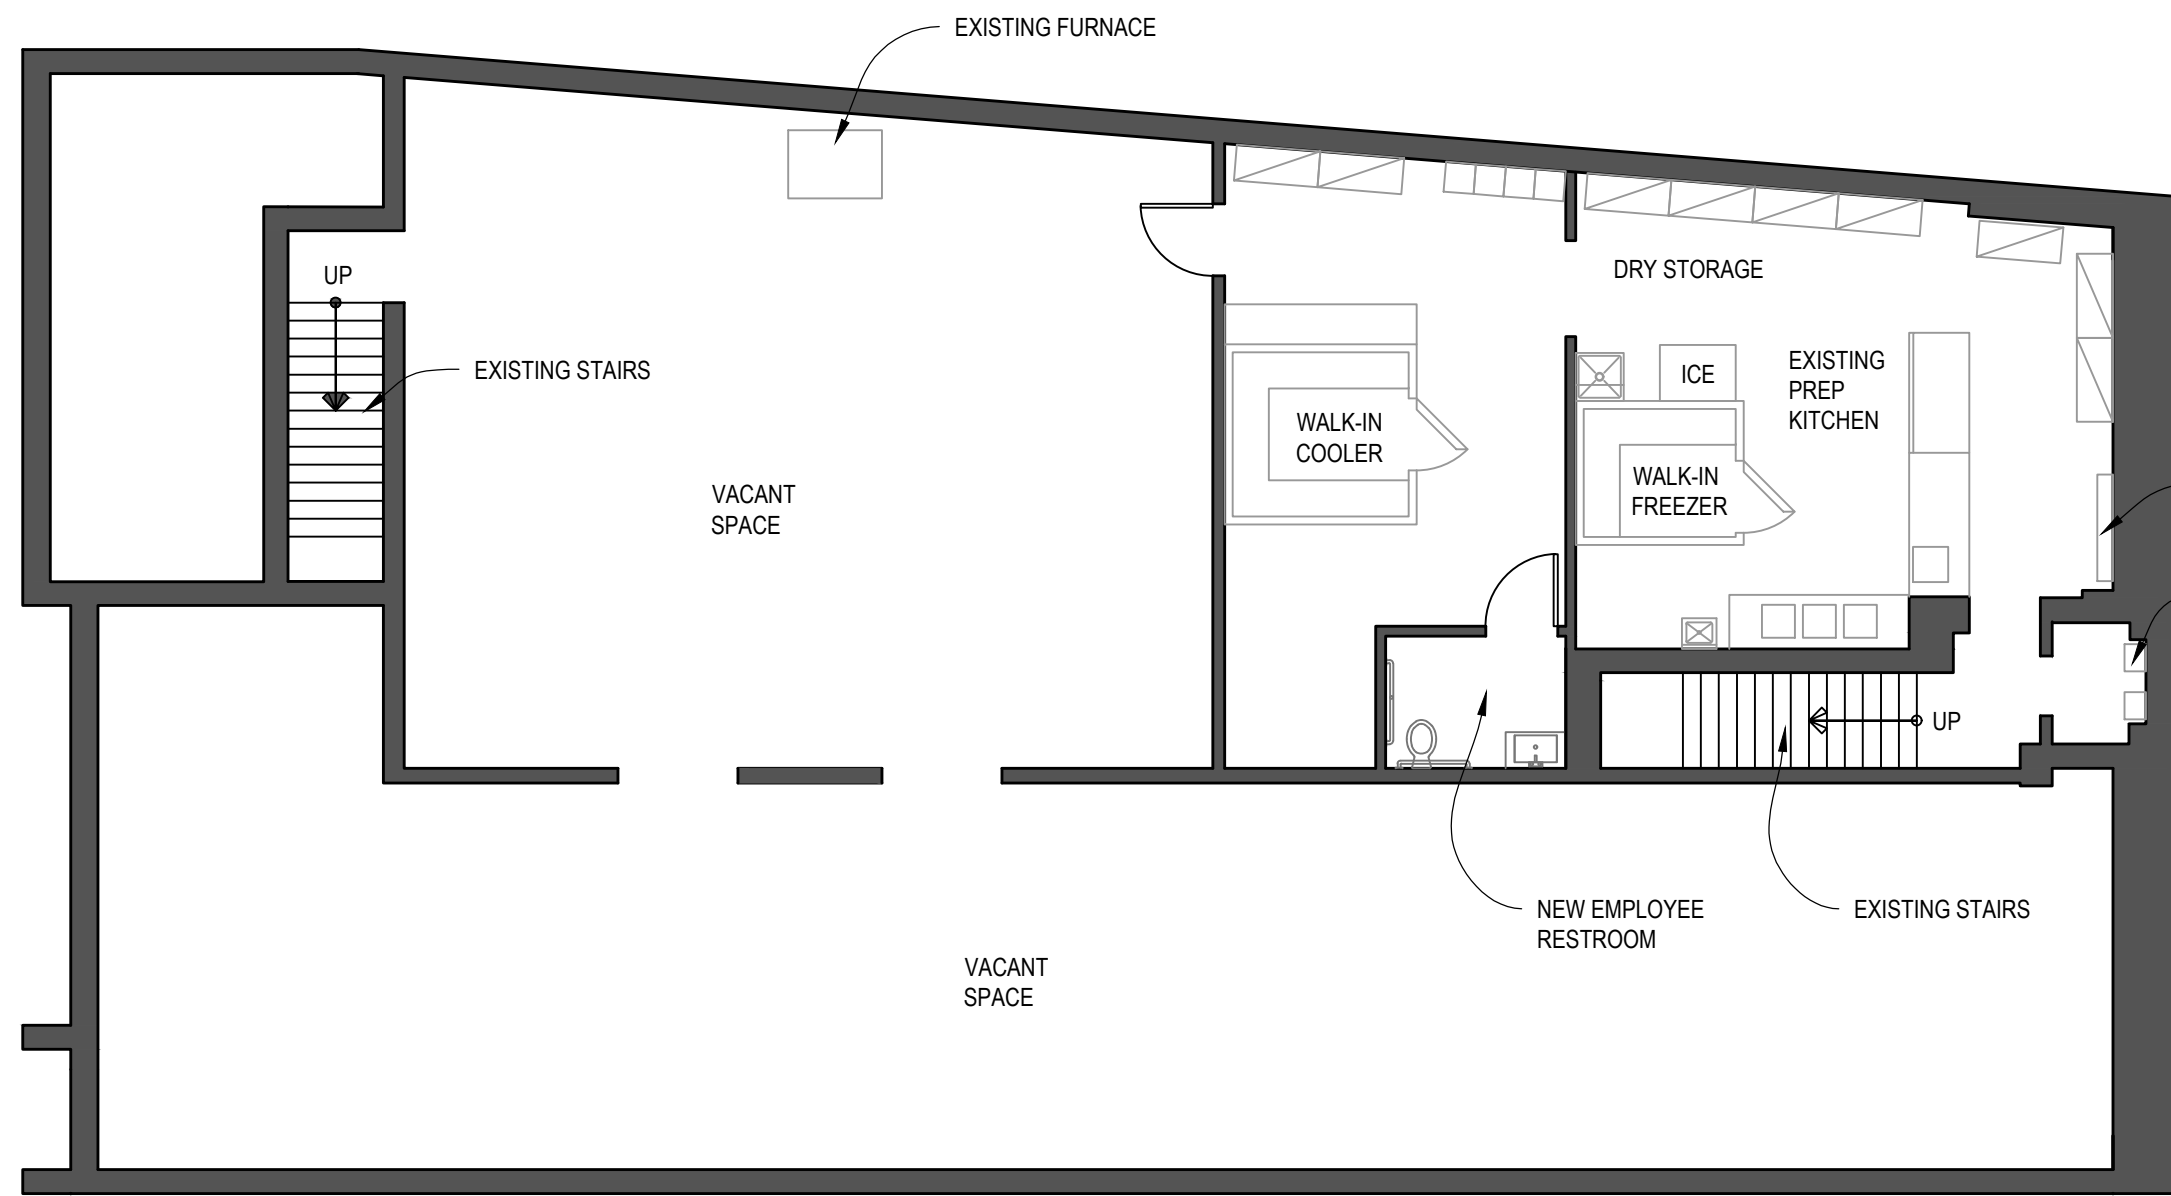 EXISTING FURNACE
UP
DRY STORAGE
EXISTING STAIRS
ICE
EXISTING
PREP
KITCHEN
WALK-IN
COOLER
WALK-IN
FREEZER
VACANT
SPACE
UP
NEW EMPLOYEE
RESTROOM
EXISTING STAIRS
VACANT
SPACE